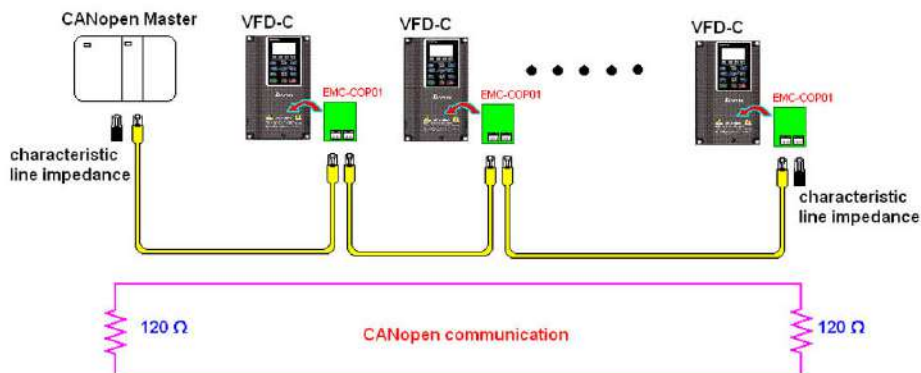 CANopen Master
VFD-C
VFD-C
VFD-C
EMC-COP01
EMC-COP01
EMC-COP01
characteristic
line impedance
characteristic
line impedance
120 Ω
CANopen communication
120 Ω